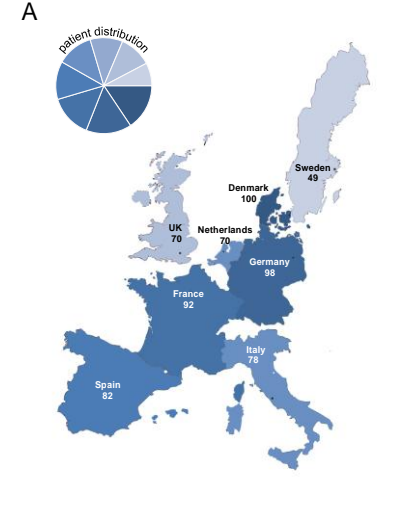 A
patient distribution
Sweden
49
Denmark
100
UK
70
Netherlands
70
Germany
98
France
92
Italy
78
Spain
82